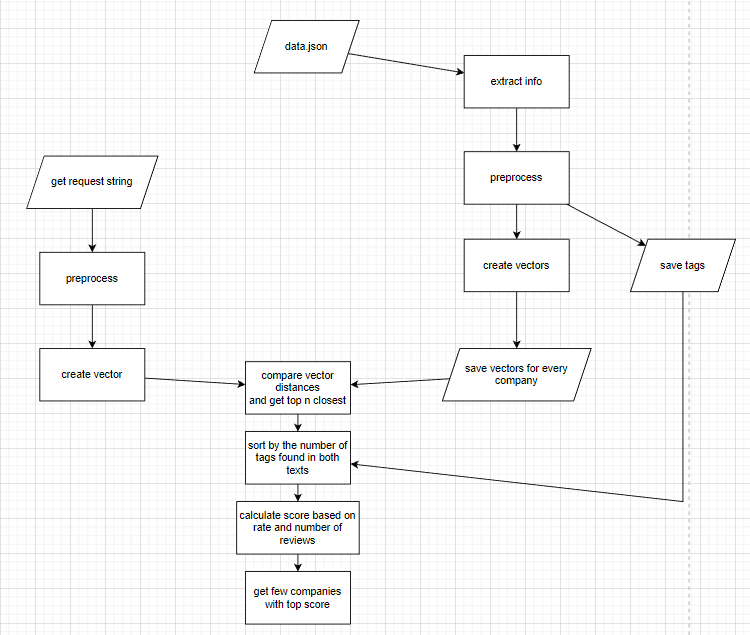 data.json
extract info
get request string
preprocess
preprocess
save tags
create vectors
preprocess
create vector
save vectors for every
company
compare vector
distances
and get top n closest
sort by the number of
tags found in both
texts
calculate score based on
rate and number of
reviews
get few companies
with top score